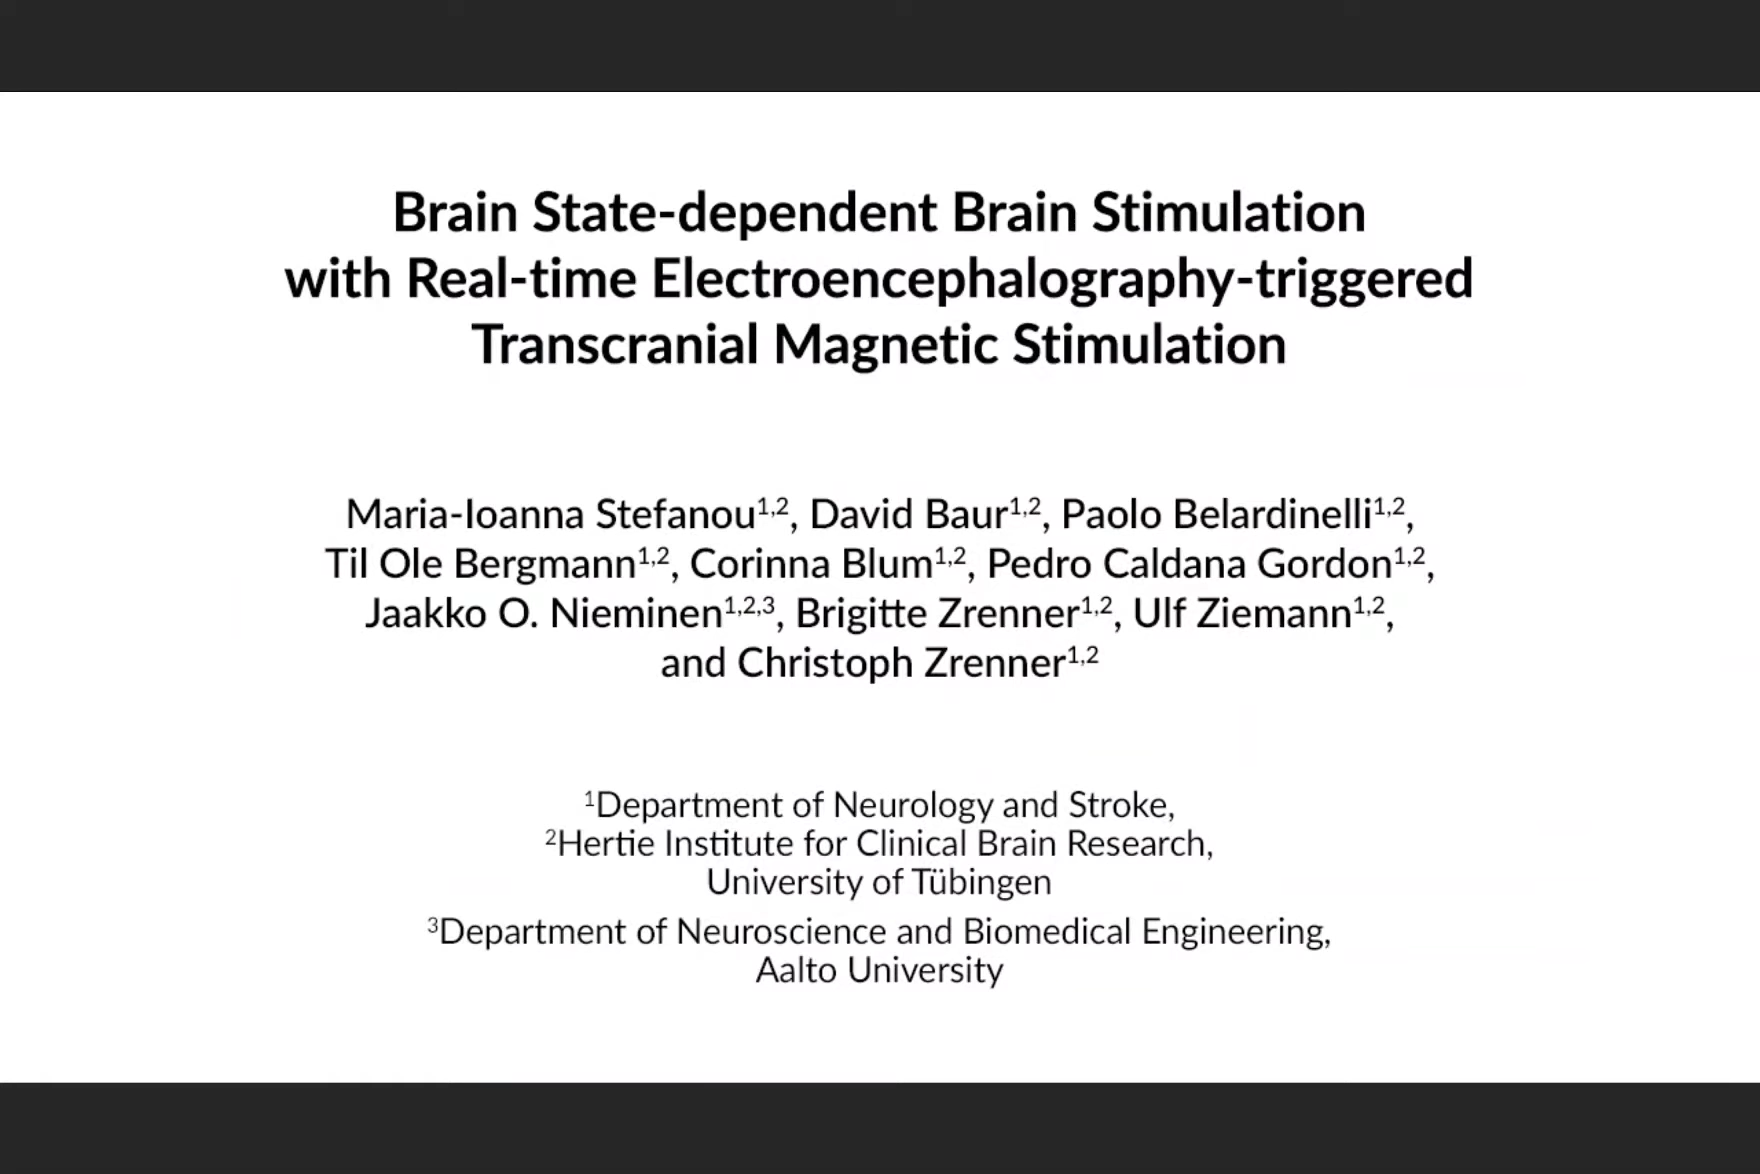 Brain State-dependent Brain Stimulation
with Real-time Electroencephalography-triggered
Transcranial Magnetic Stimulation
Maria-Ioanna Stefanou1,2, David Baur1,2, Paolo Belardinelli1,2,
Til Ole Bergmann1,2, Corinna Blum1,2, Pedro Caldana Gordon1,2,
Jaakko O. Nieminen1,2,3, Brigitte Zrenner1,2, Ulf Ziemann1,2,
and Christoph Zrenner1,2
1Department of Neurology and Stroke,
2Hertie Institute for Clinical Brain Research,
University of Tübingen
3Department of Neuroscience and Biomedical Engineering,
Aalto University